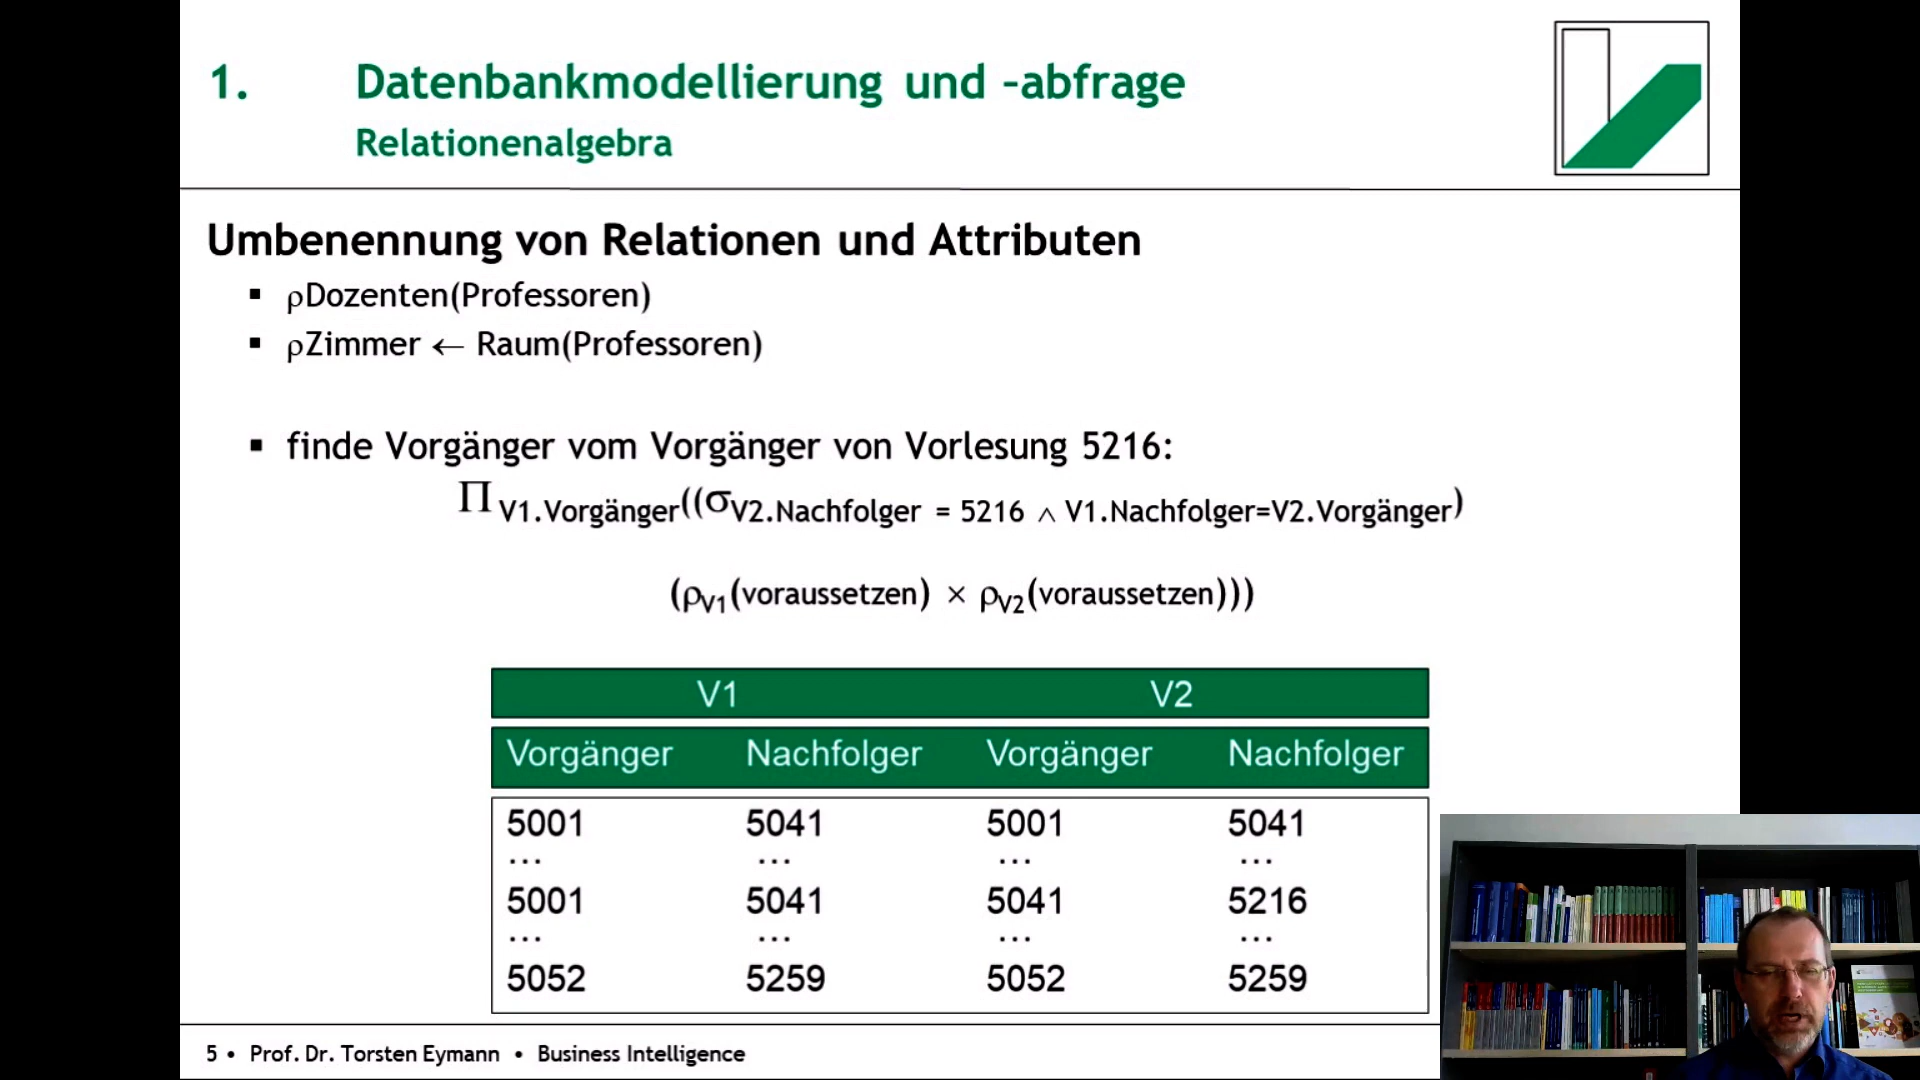 1. Datenbankmodellierung und –abfrage
Relationenalgebra
Umbenennung von Relationen und Attributen
▪ ρDozenten(Professoren)
▪ ρZimmer ← Raum(Professoren)
▪ finde Vorgänger vom Vorgänger von Vorlesung 5216:
Π V1.Vorgänger((σV2.Nachfolger = 5216 ∧ V1.Nachfolger=V2.Vorgänger)
(ρV1(voraussetzen) × ρV2(voraussetzen)))
V1 V2
Vorgänger Nachfolger Vorgänger Nachfolger
5001 5041 5001 5041
... ... ... ...
5001 5041 5041 5216
... ... ... ...
5052 5259 5052 5259
5 • Prof. Dr. Torsten Eymann • Business Intelligence